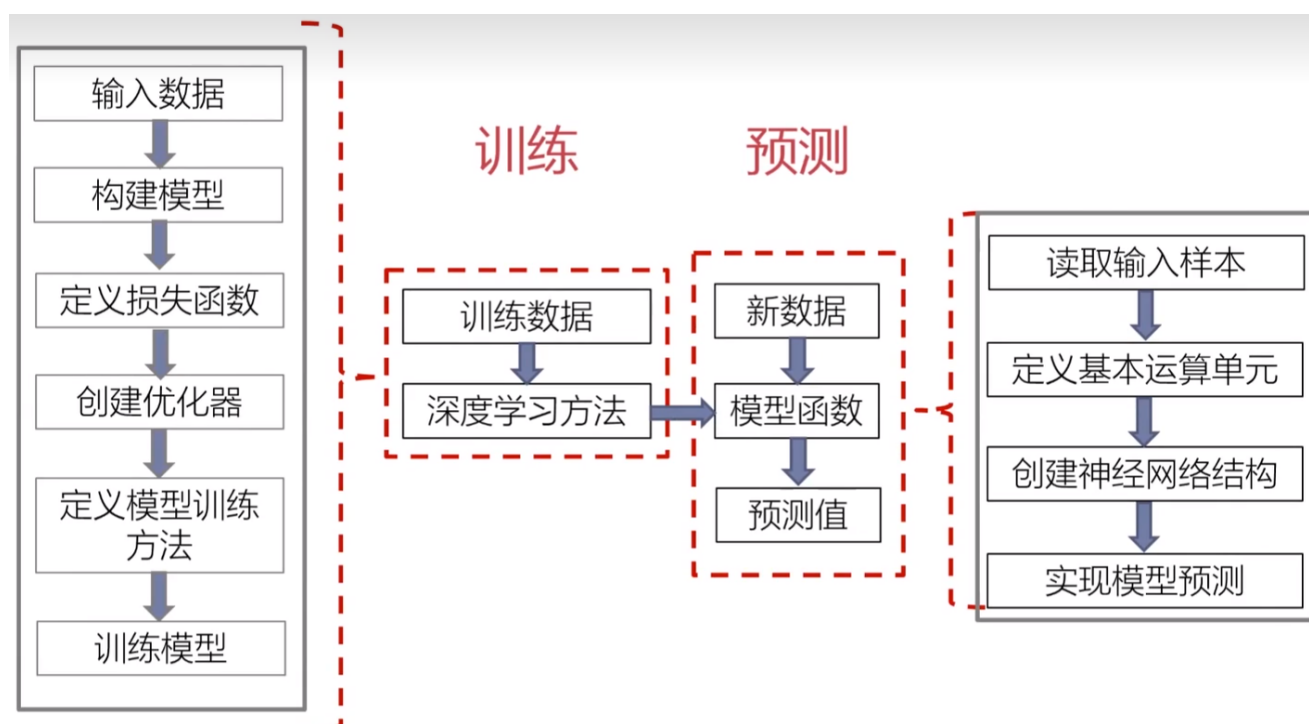 输入数据
构建模型
定义损失函数
创建优化器
定义模型训练
方法
训练模型
训练
训练数据
深度学习方法
预测
新数据
模型函数
预测值
读取输入样本
定义基本运算单元
创建神经网络结构
实现模型预测